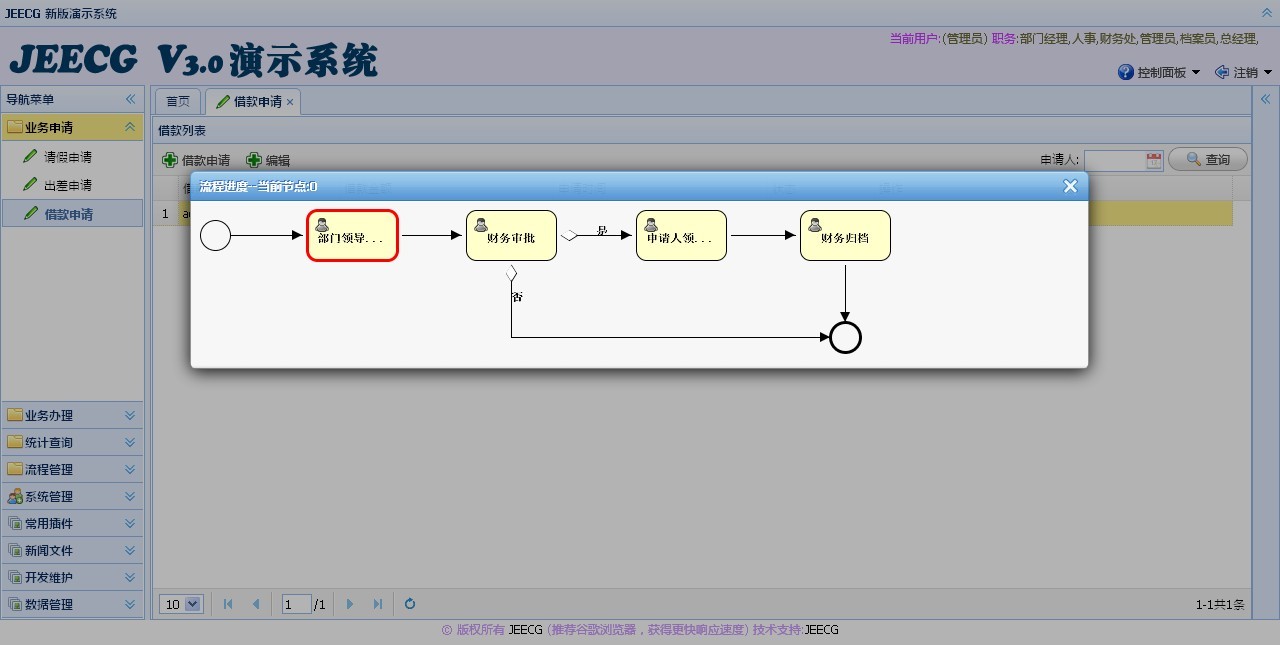 JEECG 新版演示系统
JEECG V3.0 演示系统
当前用户:(管理员) 职务:部门经理,人事,财务处,管理员,档案员,总经理,
控制面板 注销
导航菜单
首页 借款申请
业务申请
借款列表
请假申请
借款申请 编辑
申请人: 查询
出差申请
流程进度--当前节点:0
借款申请
1
部门领导...
财务审批
是
申请人领...
财务归档
否
业务办理
统计查询
流程管理
系统管理
常用插件
新闻文件
开发维护
数据管理
10 1 /1 1-1共1条
© 版权所有 JEECG (推荐谷歌浏览器，获得更快响应速度) 技术支持:JEECG